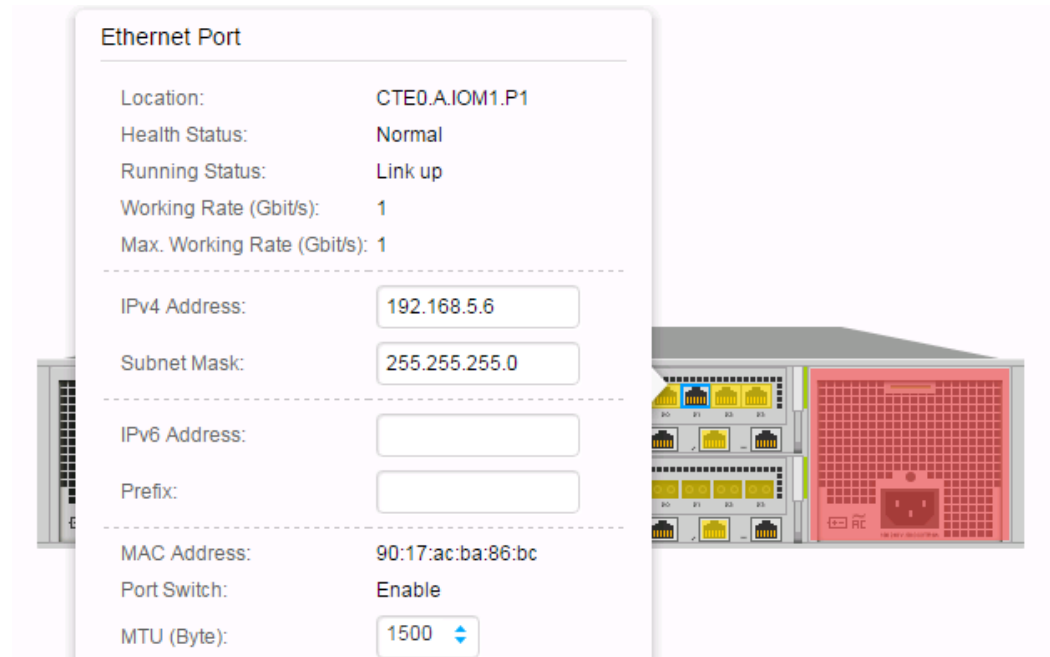 Ethernet Port
Location: CTE0.A.IOM1.P1
Health Status: Normal
Running Status: Link up
Working Rate (Gbit/s): 1
Max. Working Rate (Gbit/s): 1
IPv4 Address: 192.168.5.6
Subnet Mask: 255.255.255.0
IPv6 Address:
Prefix:
MAC Address: 90:17:ac:ba:86:bc
Port Switch: Enable
MTU (Byte): 1500